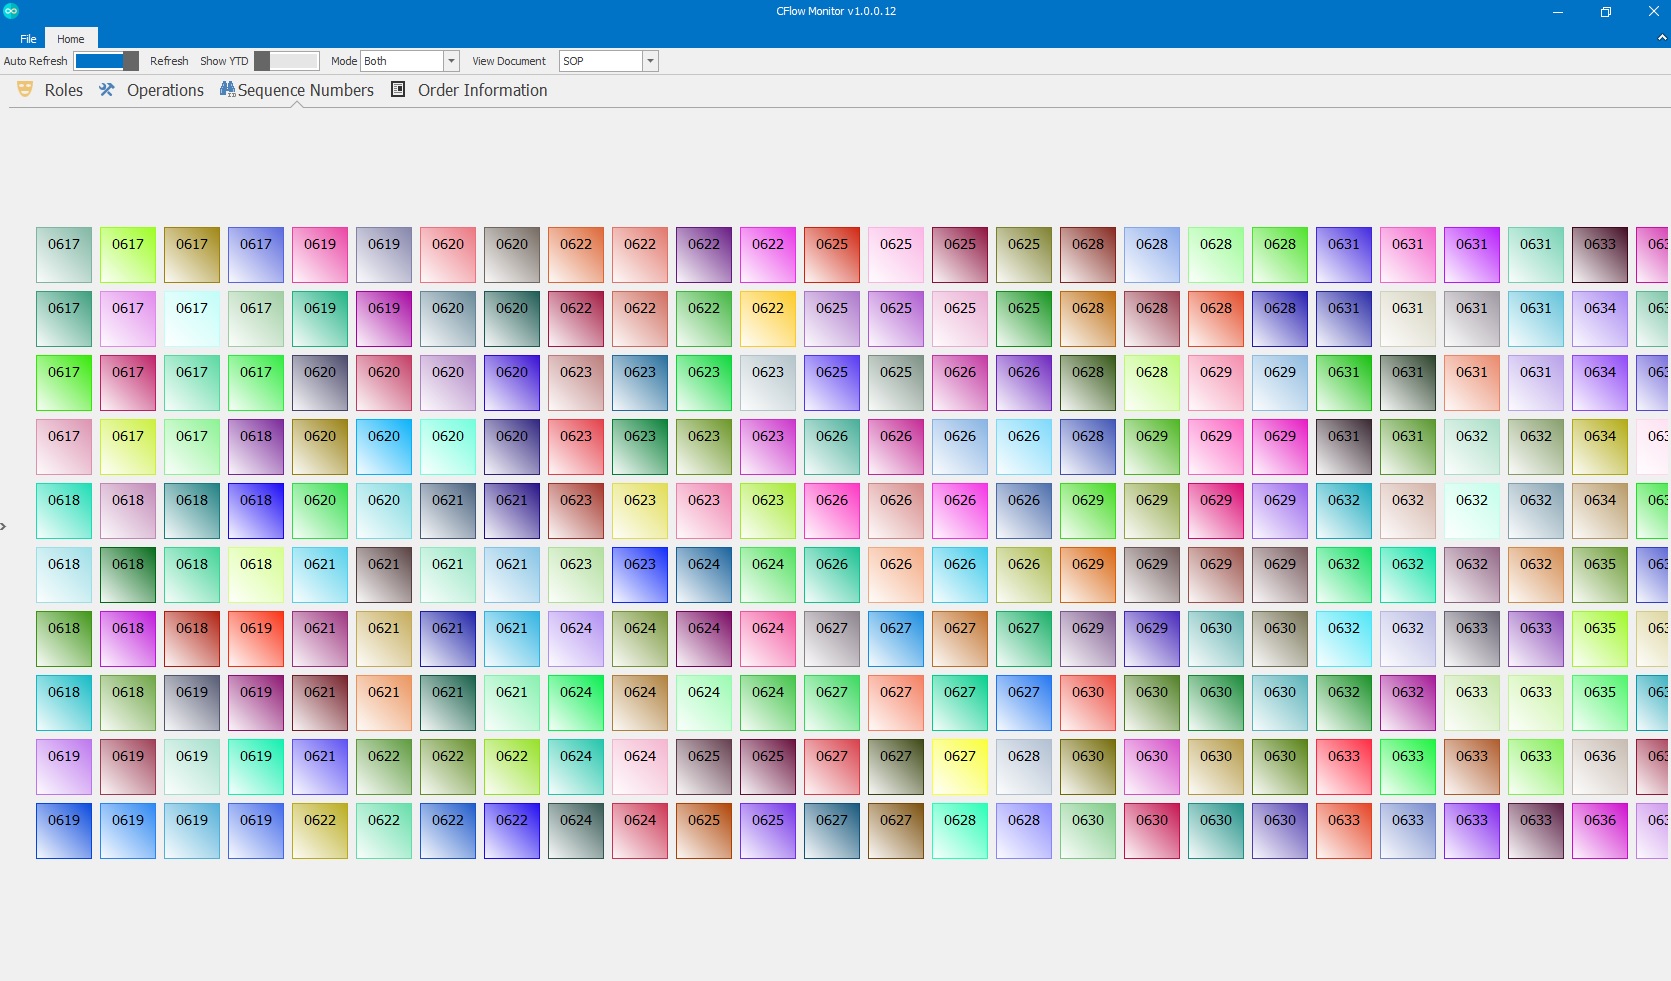 CFlow Monitor v1.0.0.12
File Home
Auto Refresh Refresh Show YTD Mode Both View Document SOP
Roles Operations Sequence Numbers Order Information
0617 0617 0617 0617 0619 0619 0620 0620 0622 0622 0622 0622 0625 0625 0625 0625 0628 0628 0628 0628 0631 0631 0631 0631 0633
0617 0617 0617 0617 0619 0619 0620 0620 0622 0622 0622 0622 0625 0625 0625 0625 0628 0628 0628 0628 0631 0631 0631 0631 0634
0617 0617 0617 0617 0620 0620 0620 0620 0623 0623 0623 0623 0625 0625 0626 0626 0628 0628 0629 0629 0631 0631 0631 0631 0634
0617 0617 0617 0618 0620 0620 0620 0620 0623 0623 0623 0623 0626 0626 0626 0626 0628 0629 0629 0629 0631 0631 0632 0632 0634
0618 0618 0618 0618 0620 0620 0621 0621 0623 0623 0623 0623 0626 0626 0626 0626 0629 0629 0629 0629 0632 0632 0632 0632 0634
0618 0618 0618 0618 0621 0621 0621 0621 0623 0623 0624 0624 0626 0626 0626 0626 0629 0629 0629 0629 0632 0632 0632 0632 0635
0618 0618 0618 0619 0621 0621 0621 0621 0624 0624 0624 0624 0627 0627 0627 0627 0629 0629 0630 0630 0632 0632 0633 0633 0635
0618 0618 0619 0619 0621 0621 0621 0621 0624 0624 0624 0624 0627 0627 0627 0627 0630 0630 0630 0630 0632 0632 0633 0633 0635
0619 0619 0619 0619 0621 0622 0622 0622 0624 0624 0625 0625 0627 0627 0627 0628 0630 0630 0630 0630 0633 0633 0633 0633 0636
0619 0619 0619 0619 0622 0622 0622 0622 0624 0624 0625 0625 0627 0627 0628 0628 0630 0630 0630 0630 0633 0633 0633 0633 0636